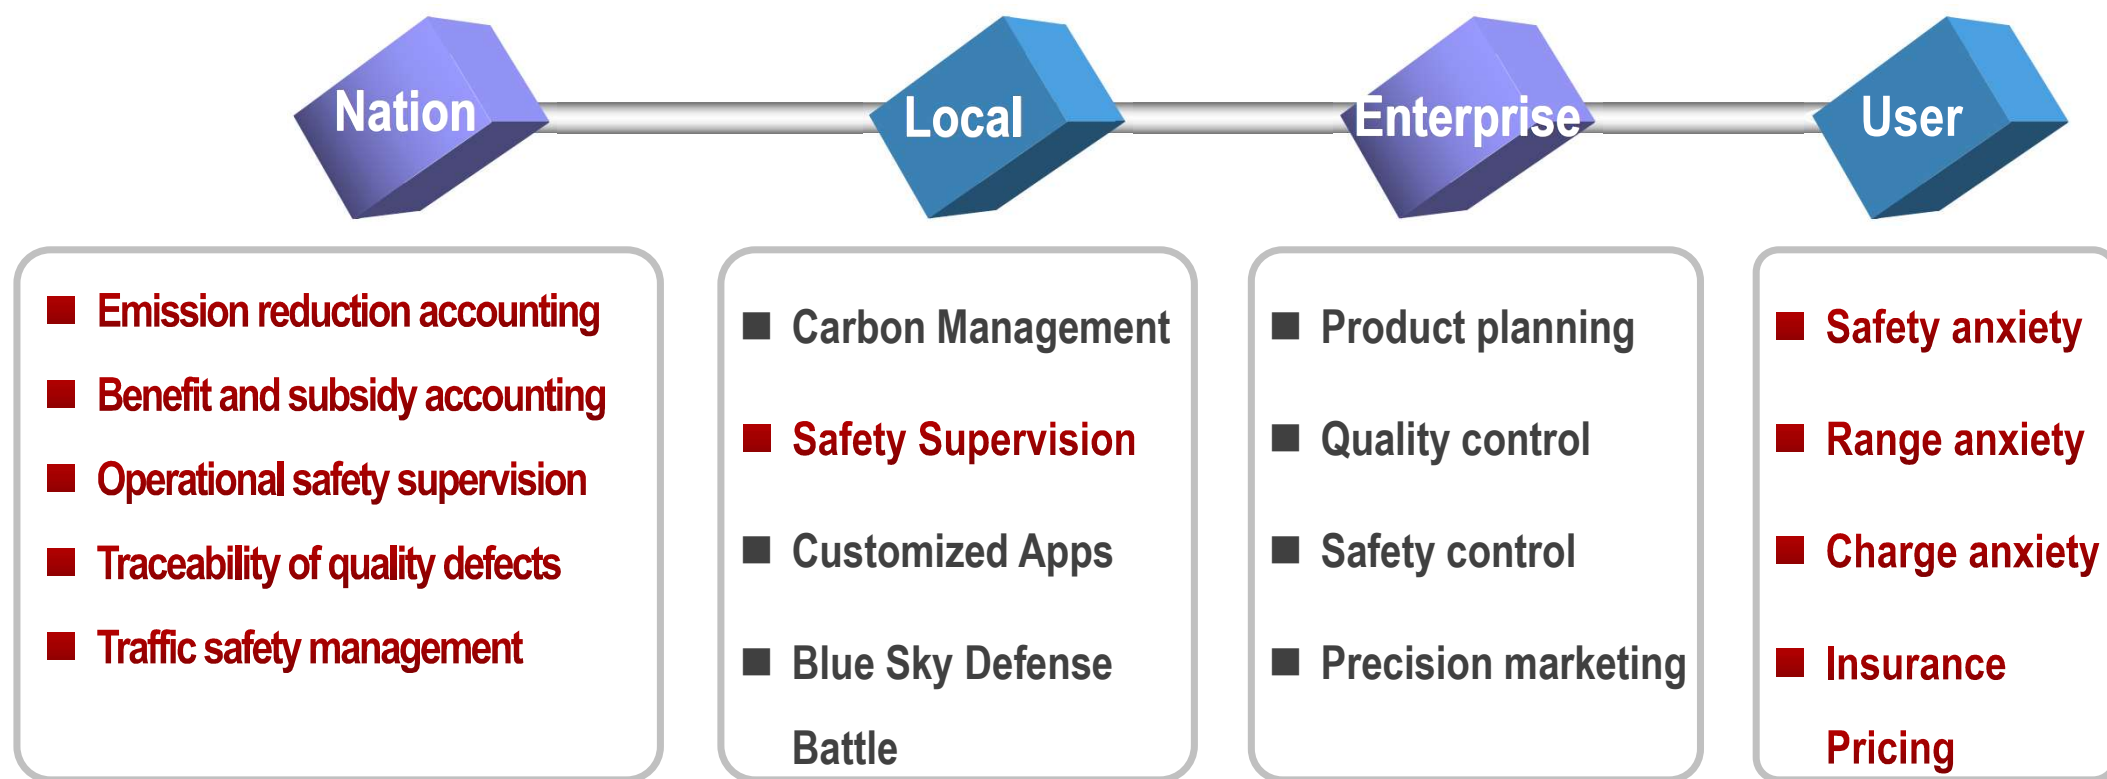 Nation
Local
Enterprise
User
Emission reduction accounting
Benefit and subsidy accounting
Operational safety supervision
Traceability of quality defects
Traffic safety management
Carbon Management
Safety Supervision
Customized Apps
Blue Sky Defense
Battle
Product planning
Quality control
Safety control
Precision marketing
Safety anxiety
Range anxiety
Charge anxiety
Insurance
Pricing